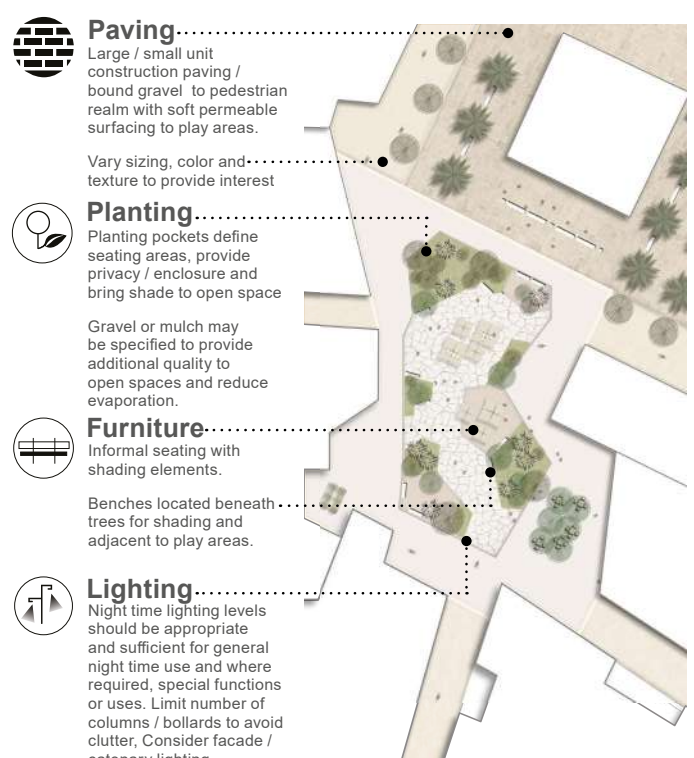 Paving
Large / small unit
construction paving /
bound gravel to pedestrian
realm with soft permeable
surfacing to play areas.
Vary sizing, color and
texture to provide interest
Planting
Planting pockets define
seating areas, provide
privacy / enclosure and
bring shade to open space
Gravel or mulch may
be specified to provide
additional quality to
open spaces and reduce
evaporation.
Furniture
Informal seating with
shading elements.
Benches located beneath
trees for shading and
adjacent to play areas.
Lighting
Night time lighting levels
should be appropriate
and sufficient for general
night time use and where
required, special functions
or uses. Limit number of
columns / bollards to avoid
clutter, Consider facade /
catenary lighting